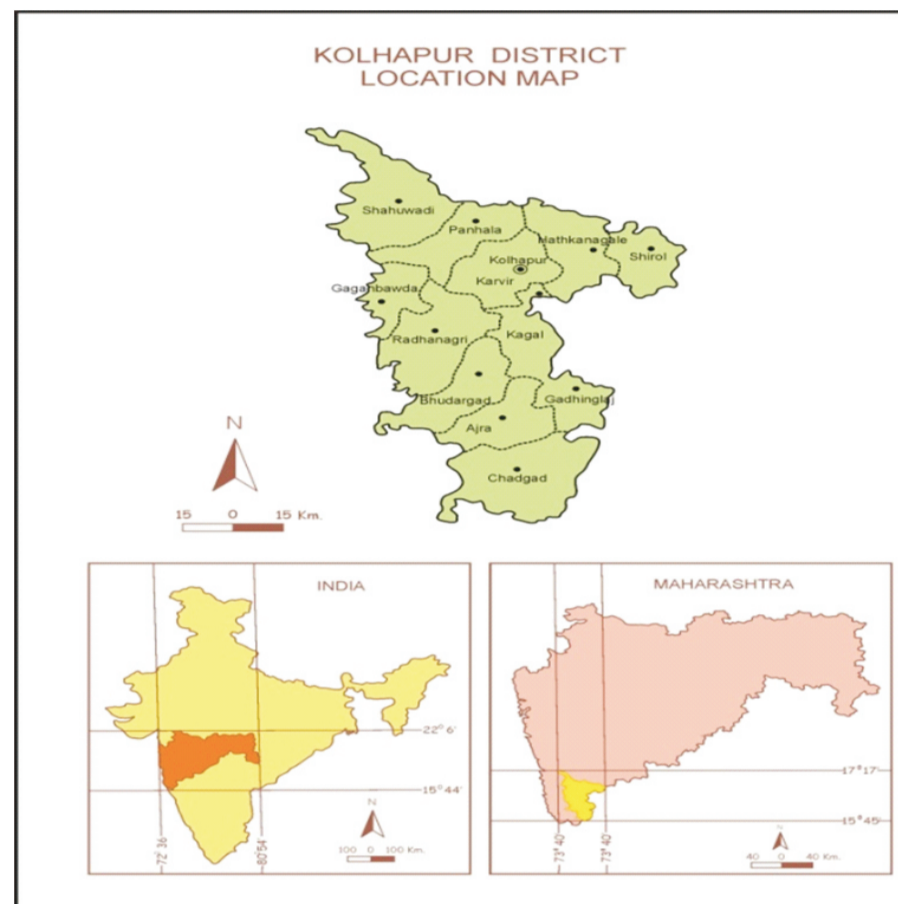 KOLHAPUR DISTRICT
LOCATION MAP
Shahuwadi
Panhala
Hathkanagale
Shirol
Kolhapur
Karvir
Gaganbawda
Radhanagri
Kagal
Bhudargad
Gadhinglaj
Ajra
Chadgad
N
15 0 15 Km.
INDIA
22° 6'
15° 44'
N
100 0 100 Km.
72° 36
80° 54'
MAHARASHTRA
17° 17'
15° 45'
N
40 0 40 Km.
73° 40
73° 40